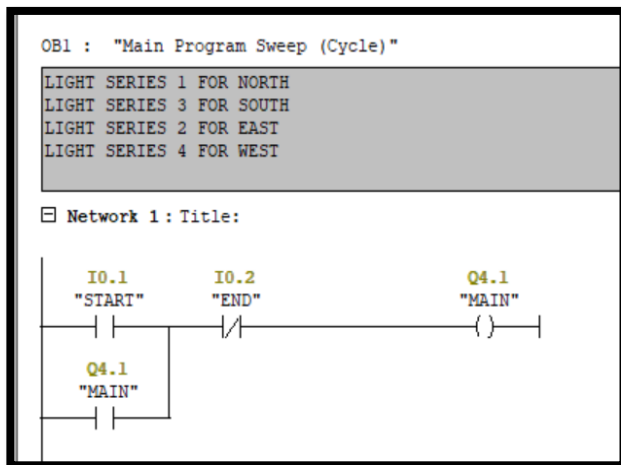 OB1 : "Main Program Sweep (Cycle)"
LIGHT SERIES 1 FOR NORTH
LIGHT SERIES 3 FOR SOUTH
LIGHT SERIES 2 FOR EAST
LIGHT SERIES 4 FOR WEST
Network 1 : Title:
I0.1 I0.2 Q4.1
"START" "END" "MAIN"
Q4.1
"MAIN"